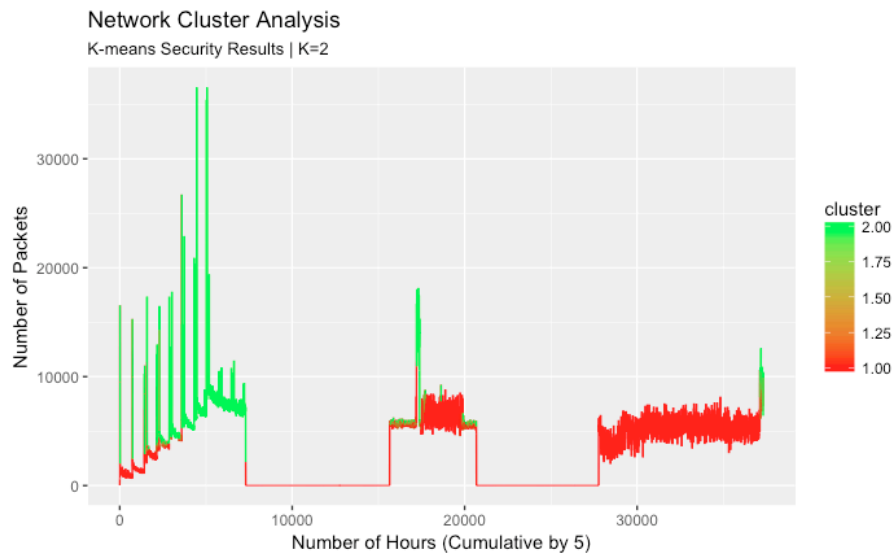 Network Cluster Analysis
K-means Security Results | K=2
Number of Packets
30000
20000
10000
0
0
10000
20000
30000
Number of Hours (Cumulative by 5)
cluster
2.00
1.75
1.50
1.25
1.00